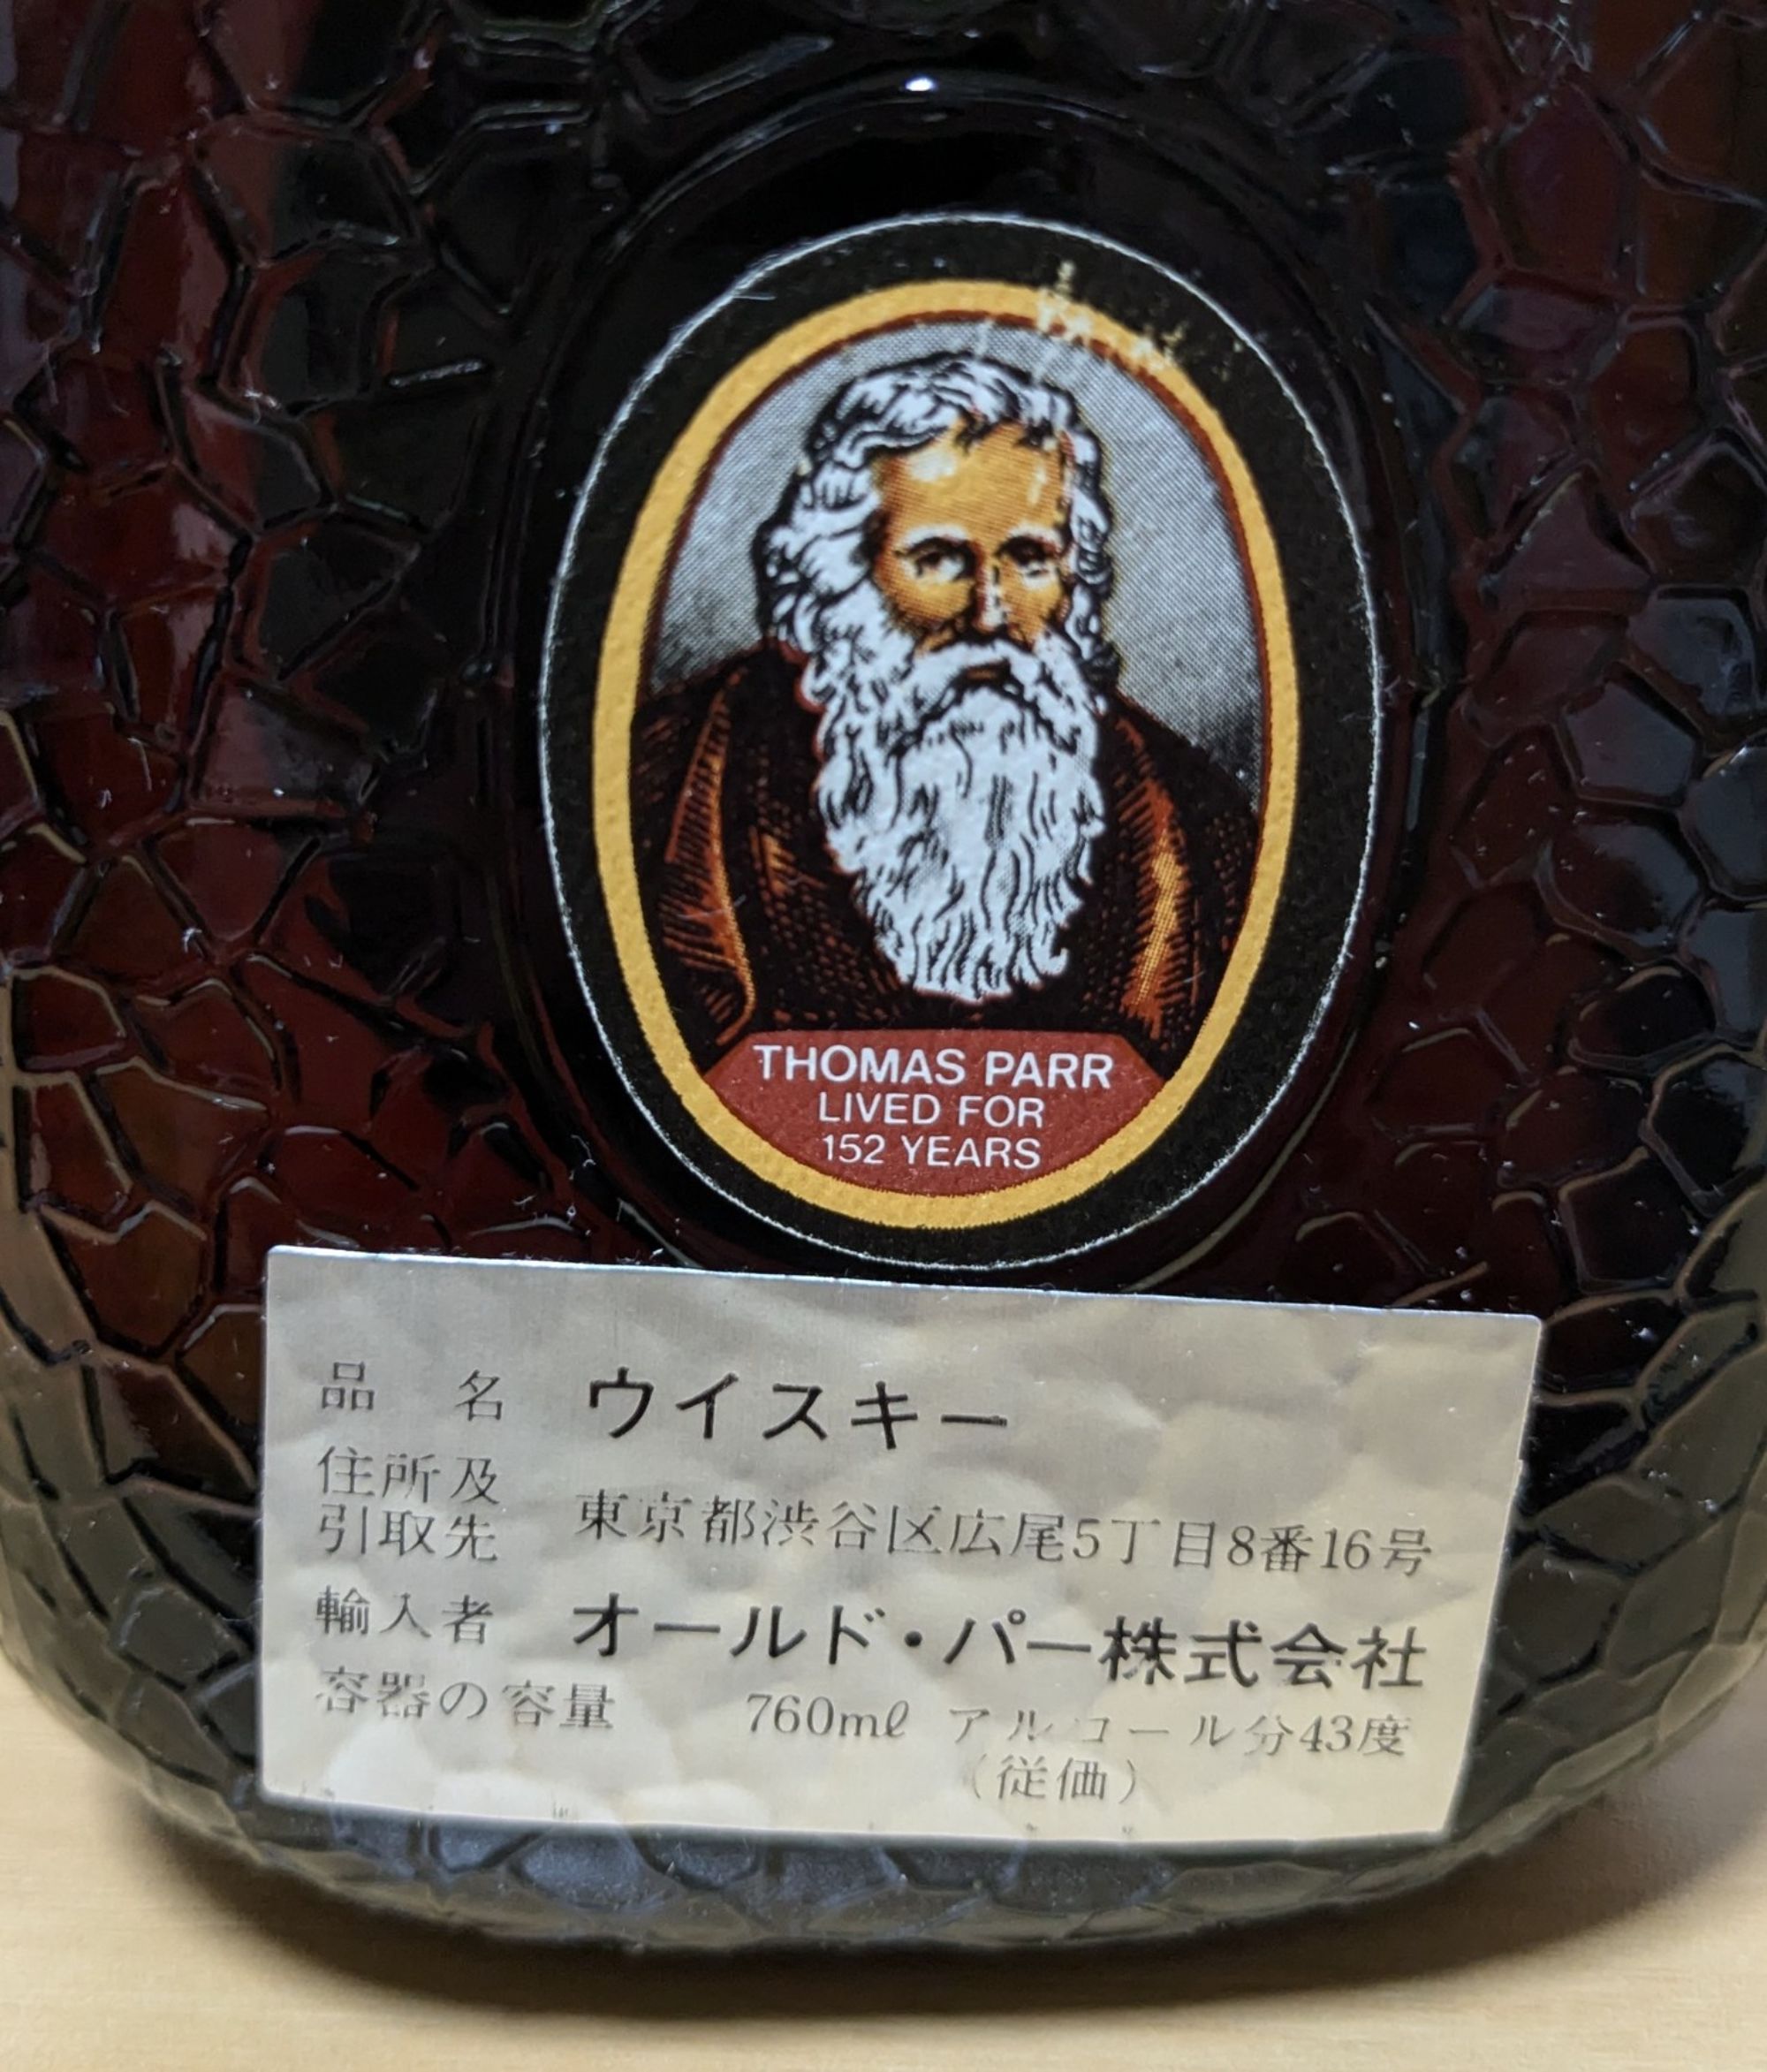 THOMAS PARR
LIVED FOR
152 YEARS
品名 ウイスキー
住所及
引取先 東京都渋谷区広尾5丁目8番16号
輸入者 オールド・パー株式会社
容器の容量 760mℓ アルコール分43度
（従価）